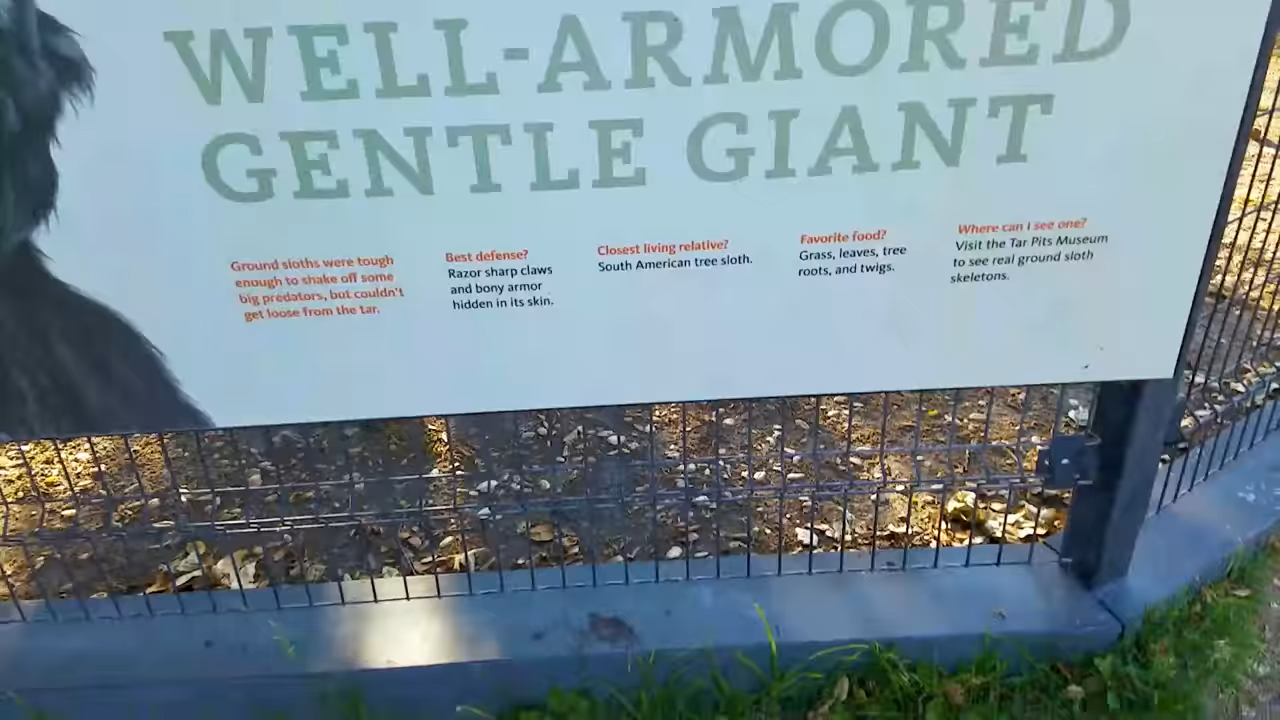 WELL-ARMORED
GENTLE GIANT
Ground sloths were tough
enough to shake off some
big predators, but couldn't
get loose from the tar.
Best defense?
Razor sharp claws
and bony armor
hidden in its skin.
Closest living relative?
South American tree sloth.
Favorite food?
Grass, leaves, tree
roots, and twigs.
Where can I see one?
Visit the Tar Pits Museum
to see real ground sloth
skeletons.